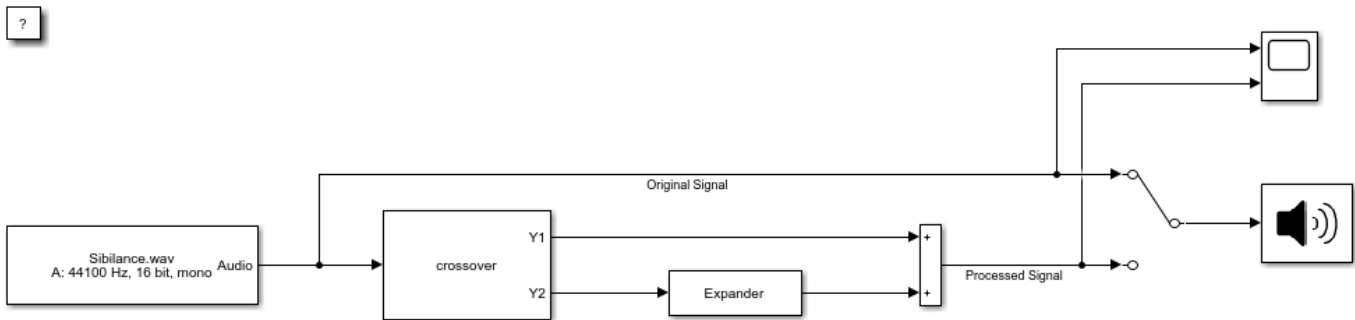 ?
Original Signal
Sibilance.wav
A: 44100 Hz, 16 bit, mono
Audio
crossover
Y1
Y2
Expander
+
+
Processed Signal